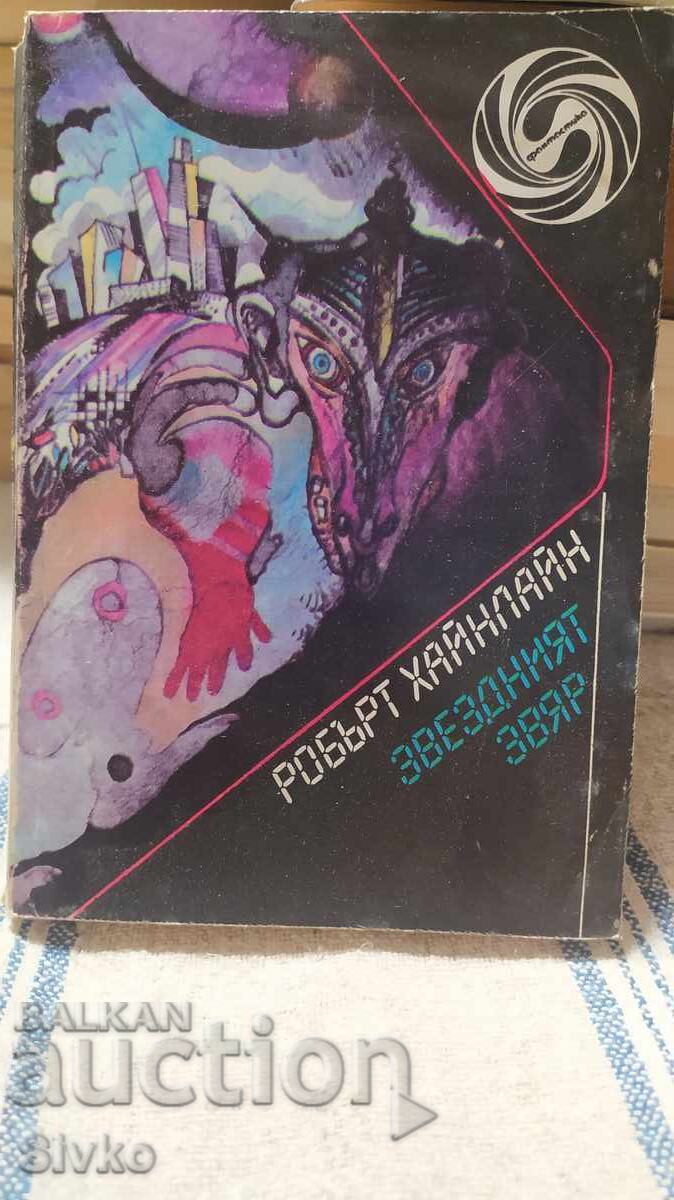 фантастика
РОБЪРТ ХАЙНЛАЙН
ЗВЕЗДНИЯТ
ЗВЯР
BALKAN
auction
Sivko